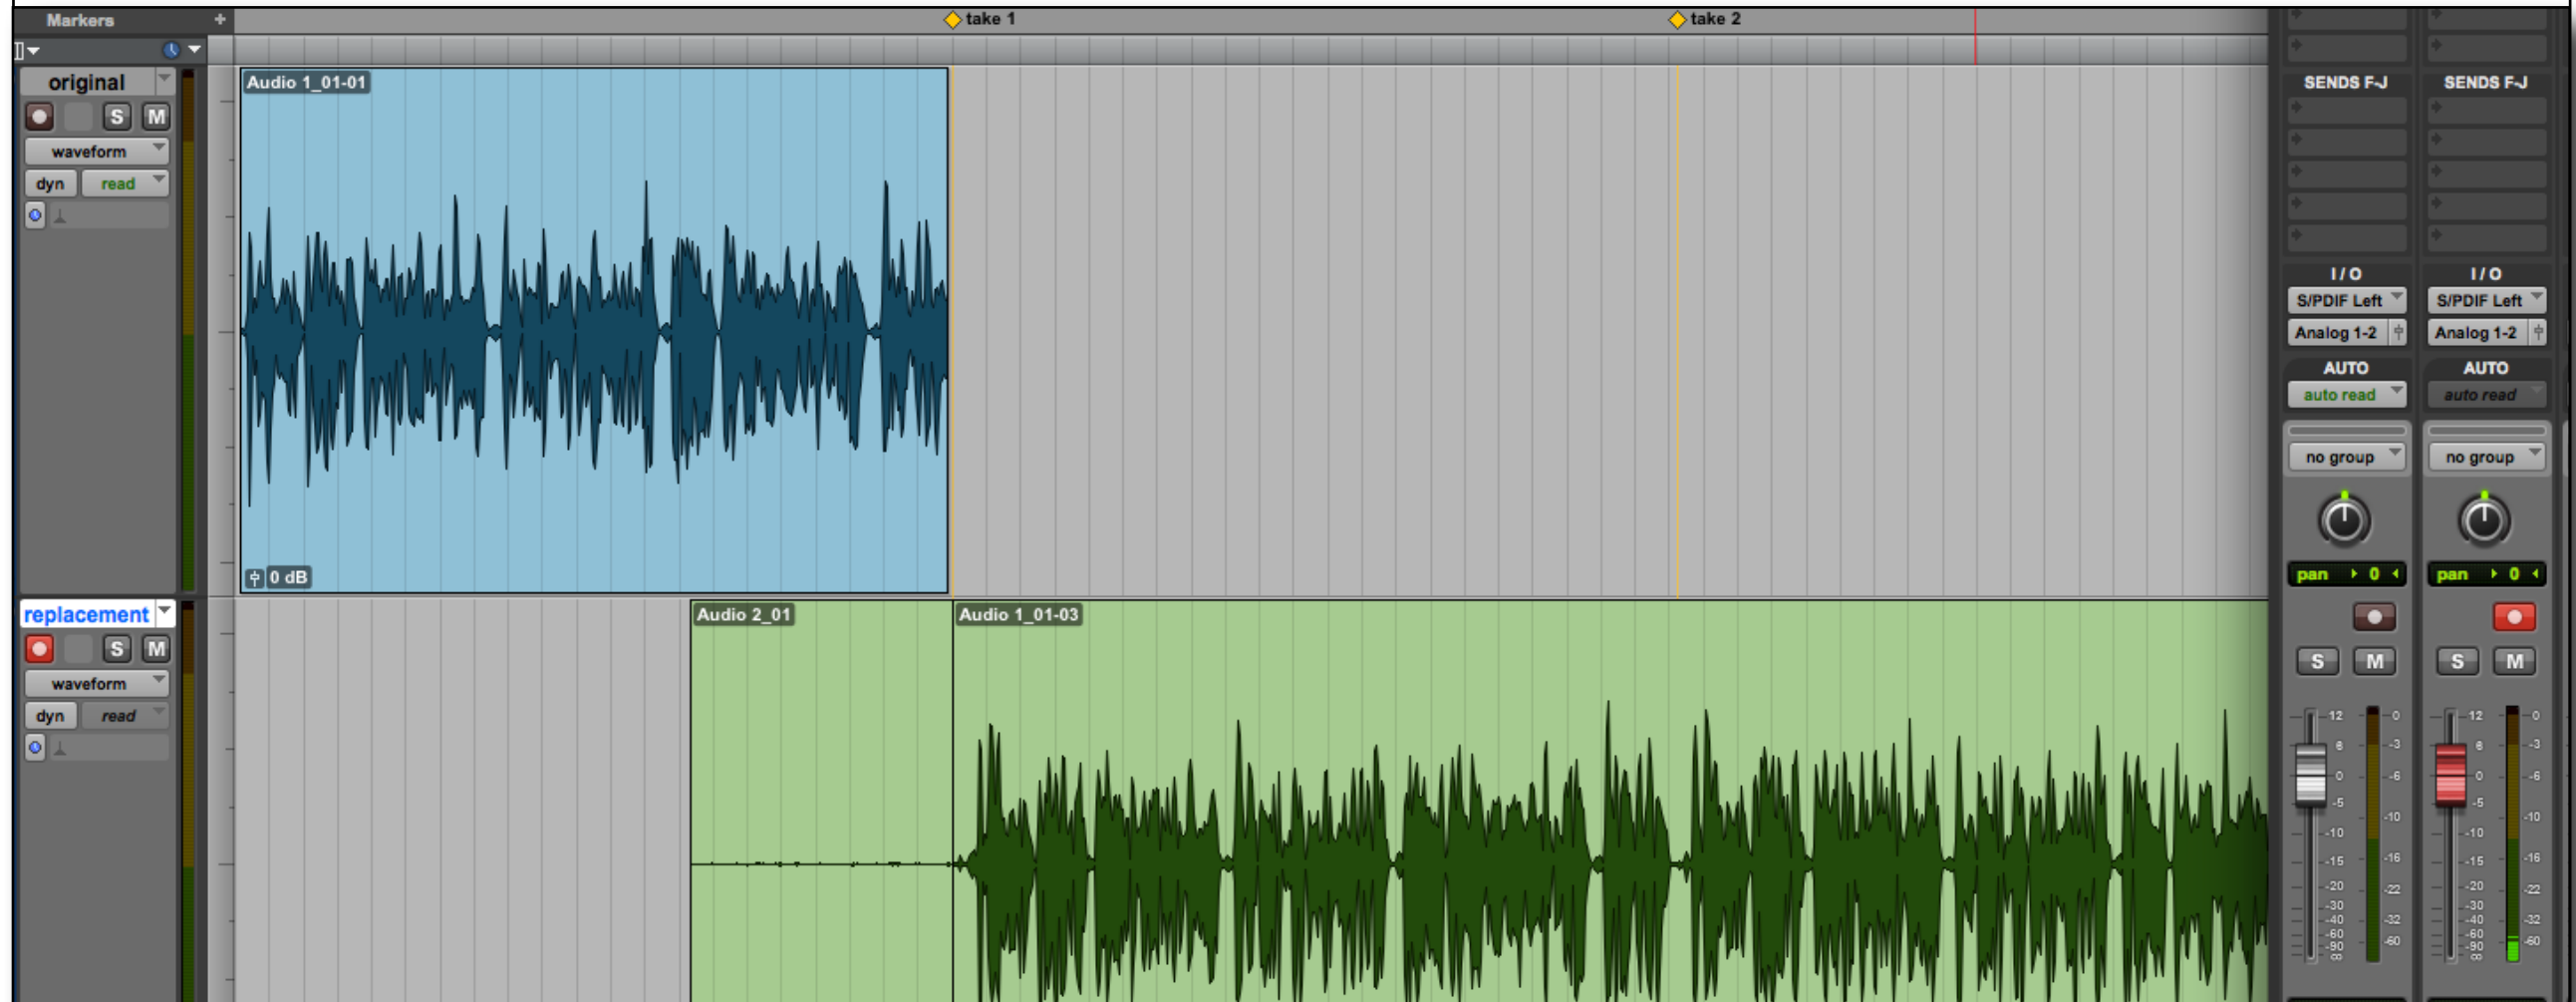 Markers +
take 1
take 2
original
Audio 1_01-01
S M
waveform
dyn read
0 dB
replacement
Audio 2_01
Audio 1_01-03
S M
waveform
dyn read
SENDS F-J
I/O
S/PDIF Left
Analog 1-2
AUTO
auto read
no group
pan 0
S M
12 0
6 -3
0 -6
-5
-10
-10
-15 -16
-20 -22
-30
-40 -32
-60
-90 -60
∞
SENDS F-J
I/O
S/PDIF Left
Analog 1-2
AUTO
auto read
no group
pan 0
S M
12 0
6 -3
0 -6
-5
-10
-10
-15 -16
-20 -22
-30
-40 -32
-60
-90 -60
∞